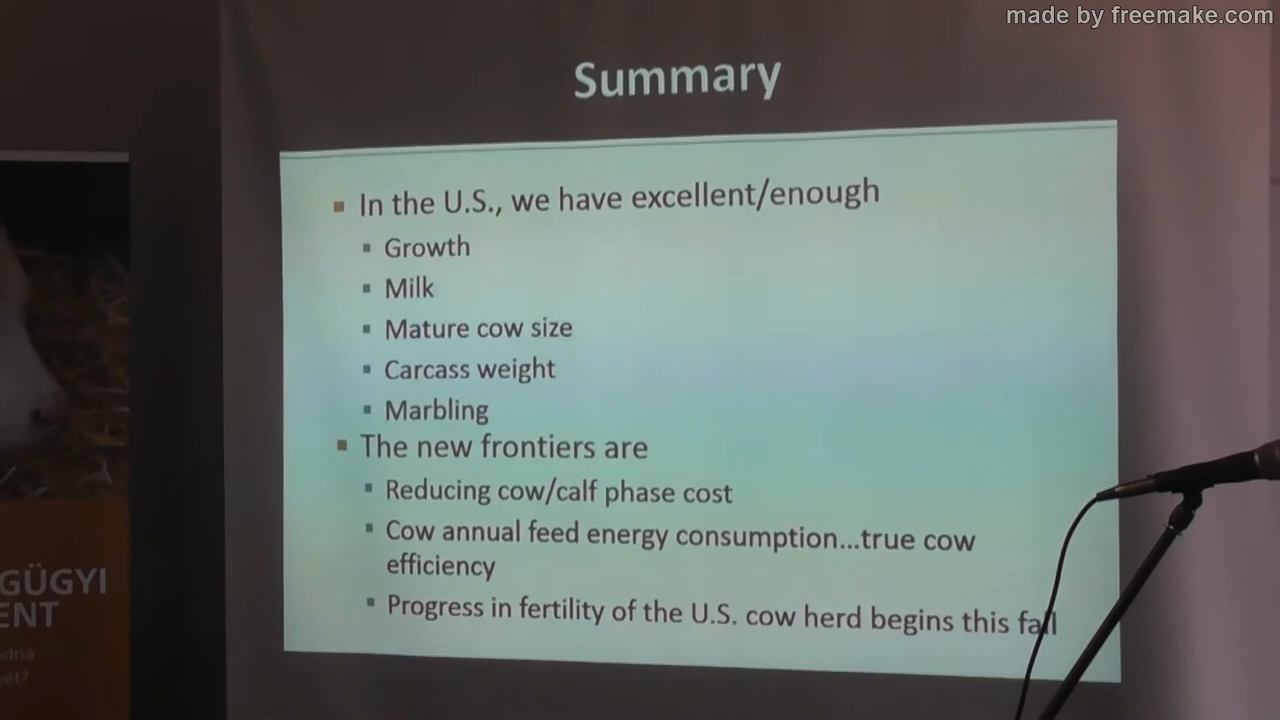 made by freemake.com
Summary
In the U.S., we have excellent/enough
Growth
Milk
Mature cow size
Carcass weight
Marbling
The new frontiers are
Reducing cow/calf phase cost
Cow annual feed energy consumption...true cow
efficiency
Progress in fertility of the U.S. cow herd begins this fall
GÜGYI
ENT